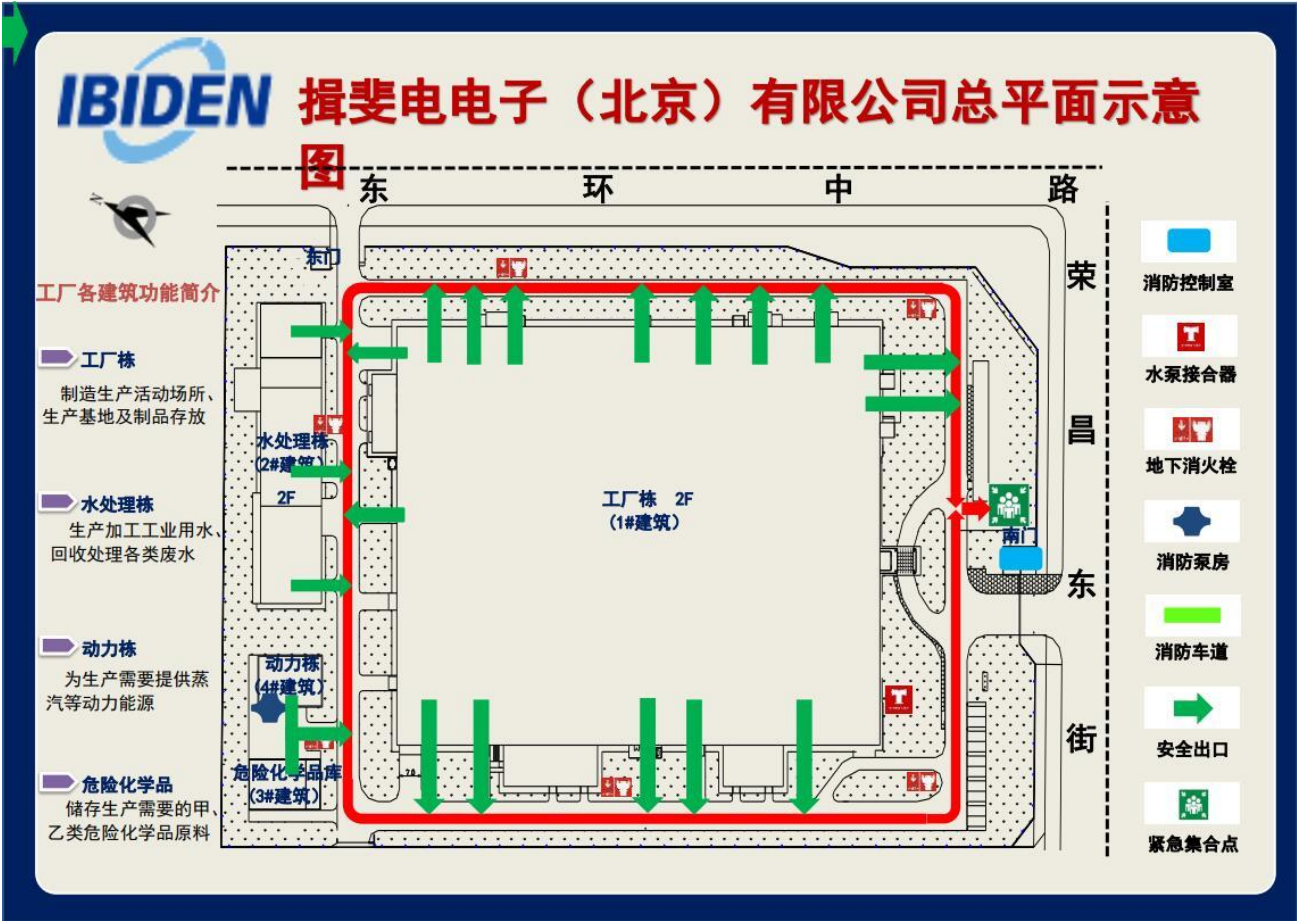 IBIDEN
揖斐电电子（北京）有限公司总平面示意
图
东 环 中 路
N
东门
工厂各建筑功能简介
工厂栋
制造生产活动场所、
生产基地及制品存放
水处理栋
生产加工工业用水、
回收处理各类废水
动力栋
为生产需要提供蒸
汽等动力能源
危险化学品
储存生产需要的甲、
乙类危险化学品原料
水处理栋
(2#建筑)
2F
动力栋
(4#建筑)
危险化学品库
(3#建筑)
工厂栋 2F
(1#建筑)
南门
荣
昌
东
街
消防控制室
水泵接合器
地下消火栓
消防泵房
消防车道
安全出口
紧急集合点